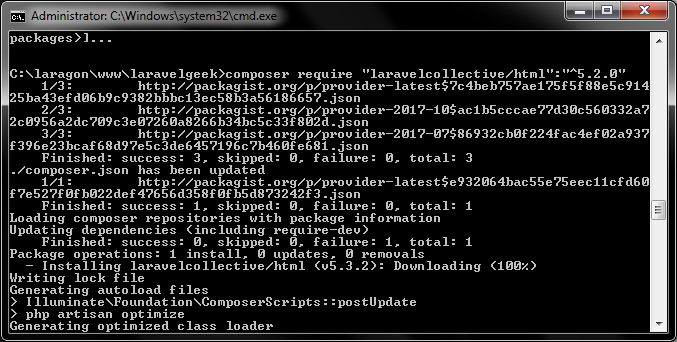 Administrator: C:\Windows\system32\cmd.exe
packages>]...
C:\laragon\www\laravelgeek>composer require "laravelcollective/html":"^5.2.0"
1/3: http://packagist.org/p/provider-latest$7c4beb757ae175f5f88e5c914
25ba43efd06b9c9382bbbc13ec58b3a56186657.json
2/3: http://packagist.org/p/provider-2017-10$ac1b5cccae77d30c560332a7
2c0956a2dc709c3e07260a8266b34bc5c33f802d.json
3/3: http://packagist.org/p/provider-2017-07$86932cb0f224fac4ef02a937
f396e23bcaf68d97e5c3de6457196c7b460fe681.json
Finished: success: 3, skipped: 0, failure: 0, total: 3
./composer.json has been updated
1/1: http://packagist.org/p/provider-latest$e932064bac55e75eec11cfd60
f7e527f0fb022def47656d358f0fb5d873242f3.json
Finished: success: 1, skipped: 0, failure: 0, total: 1
Loading composer repositories with package information
Updating dependencies (including require-dev)
Finished: success: 0, skipped: 0, failure: 1, total: 1
Package operations: 1 install, 0 updates, 0 removals
- Installing laravelcollective/html (v5.3.2): Downloading (100%)
Writing lock file
Generating autoload files
> Illuminate\Foundation\ComposerScripts::postUpdate
> php artisan optimize
Generating optimized class loader